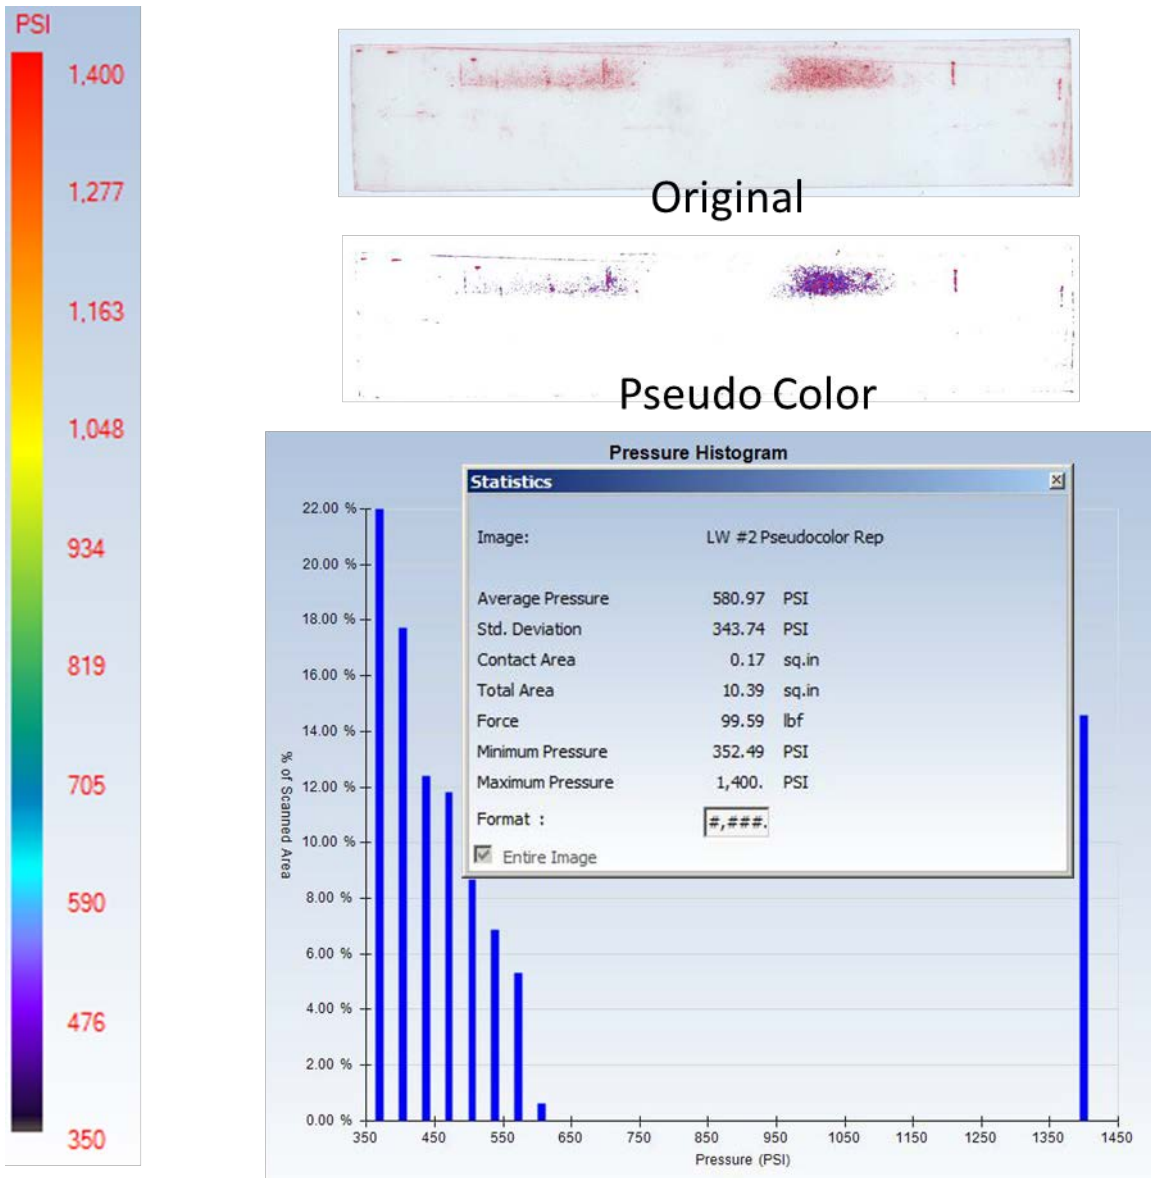 PSI
1,400
1,277
1,163
1,048
934
819
705
590
476
350
Original
Pseudo Color
Pressure Histogram
Statistics
Image: LW #2 Pseudocolor Rep
Average Pressure 580.97 PSI
Std. Deviation 343.74 PSI
Contact Area 0.17 sq.in
Total Area 10.39 sq.in
Force 99.59 lbf
Minimum Pressure 352.49 PSI
Maximum Pressure 1,400. PSI
Format : #,###.
Entire Image
22.00 %
20.00 %
18.00 %
16.00 %
14.00 %
12.00 %
10.00 %
8.00 %
6.00 %
4.00 %
2.00 %
0.00 %
% of Scanned Area
350 450 550 650 750 850 950 1050 1150 1250 1350 1450
Pressure (PSI)